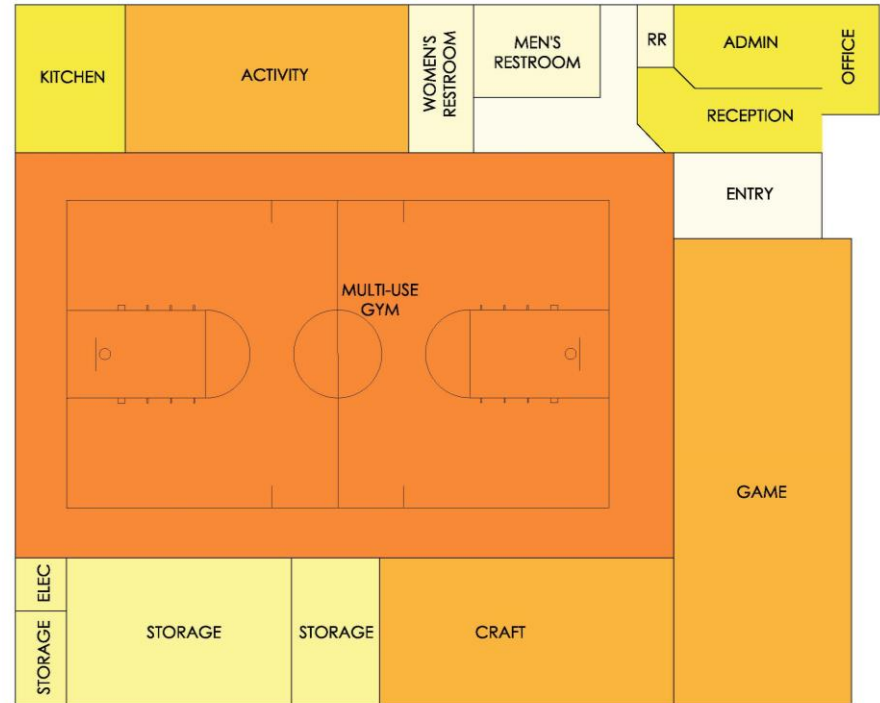 KITCHEN
ACTIVITY
WOMEN'S
RESTROOM
MEN'S
RESTROOM
RR
ADMIN
OFFICE
RECEPTION
ENTRY
MULTI-USE
GYM
GAME
ELEC
STORAGE
STORAGE
STORAGE
CRAFT